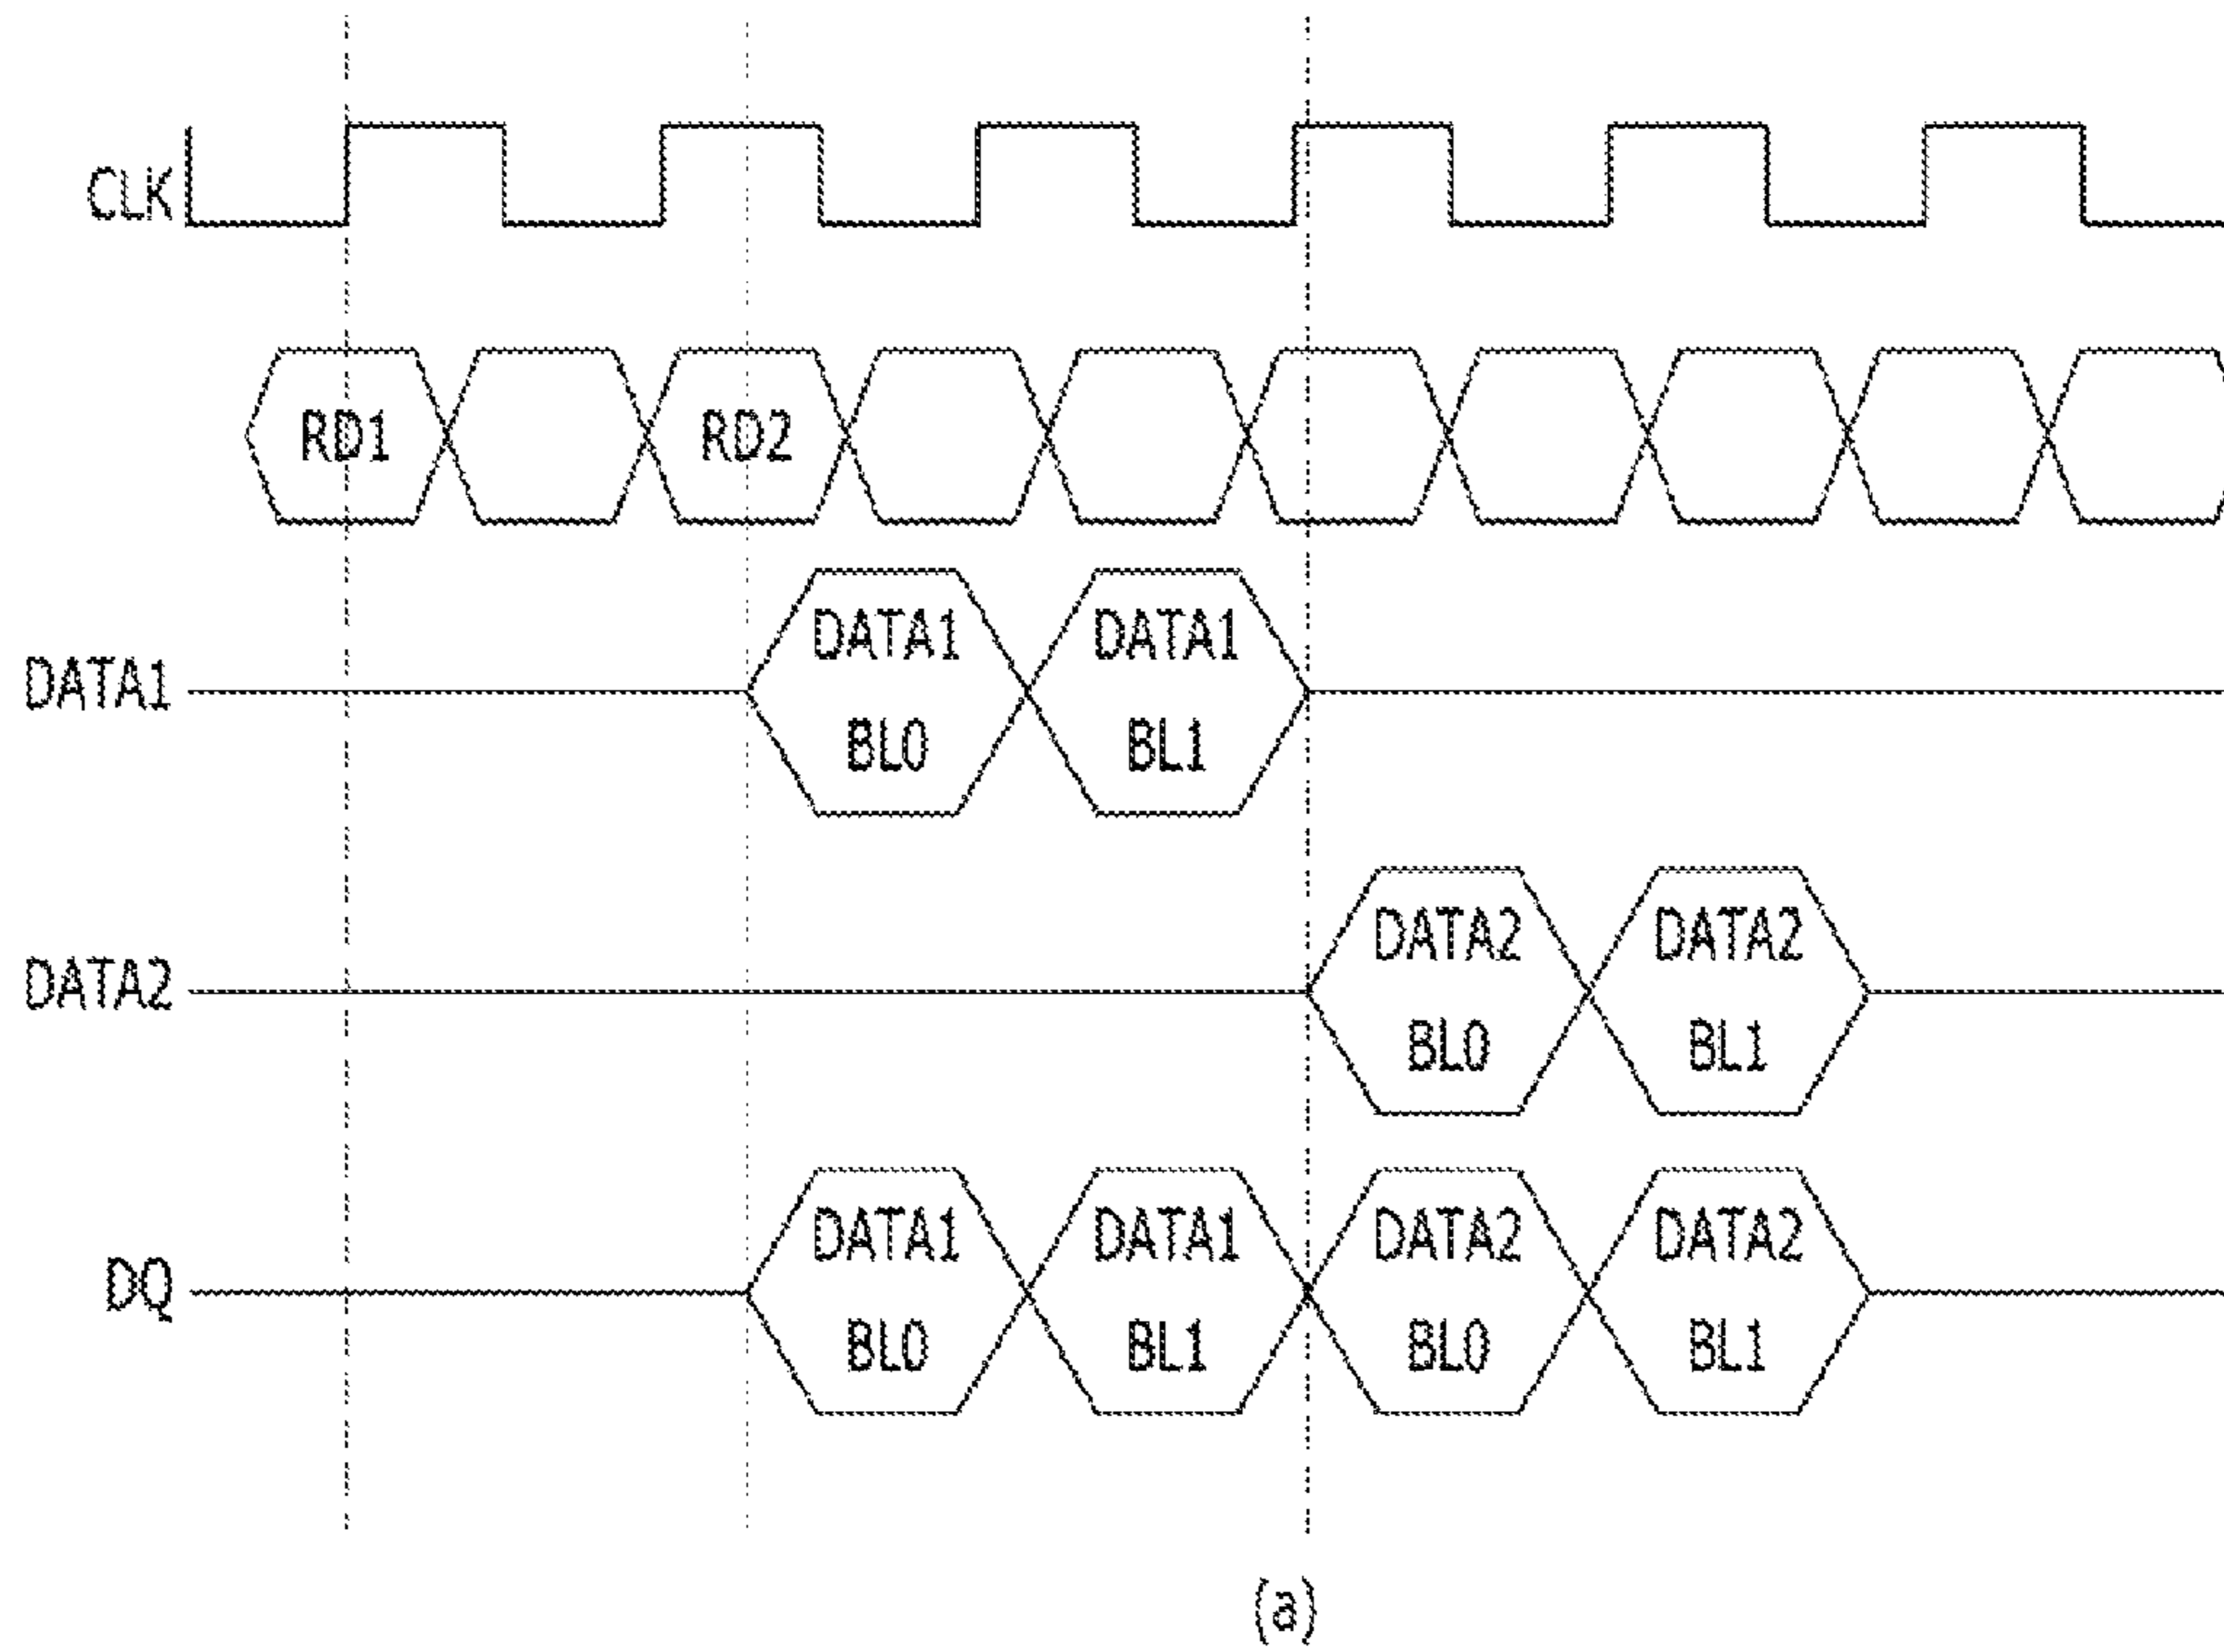 CLK
RD1 RD2
DATA1 DATA1 DATA1
BL0 BL1
DATA2 DATA2 DATA2
BL0 BL1
DQ DATA1 DATA1 DATA2 DATA2
BL0 BL1 BL0 BL1
(a)